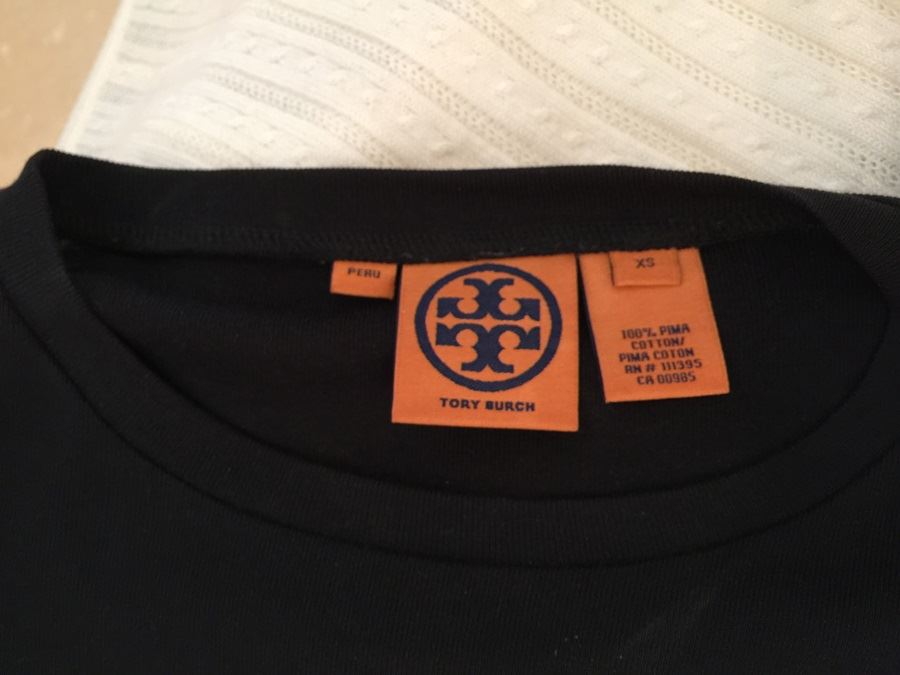 PERU
TORY BURCH
XS
100% PIMA
COTTON/
PIMA COTON
RN # 111395
CA 00985